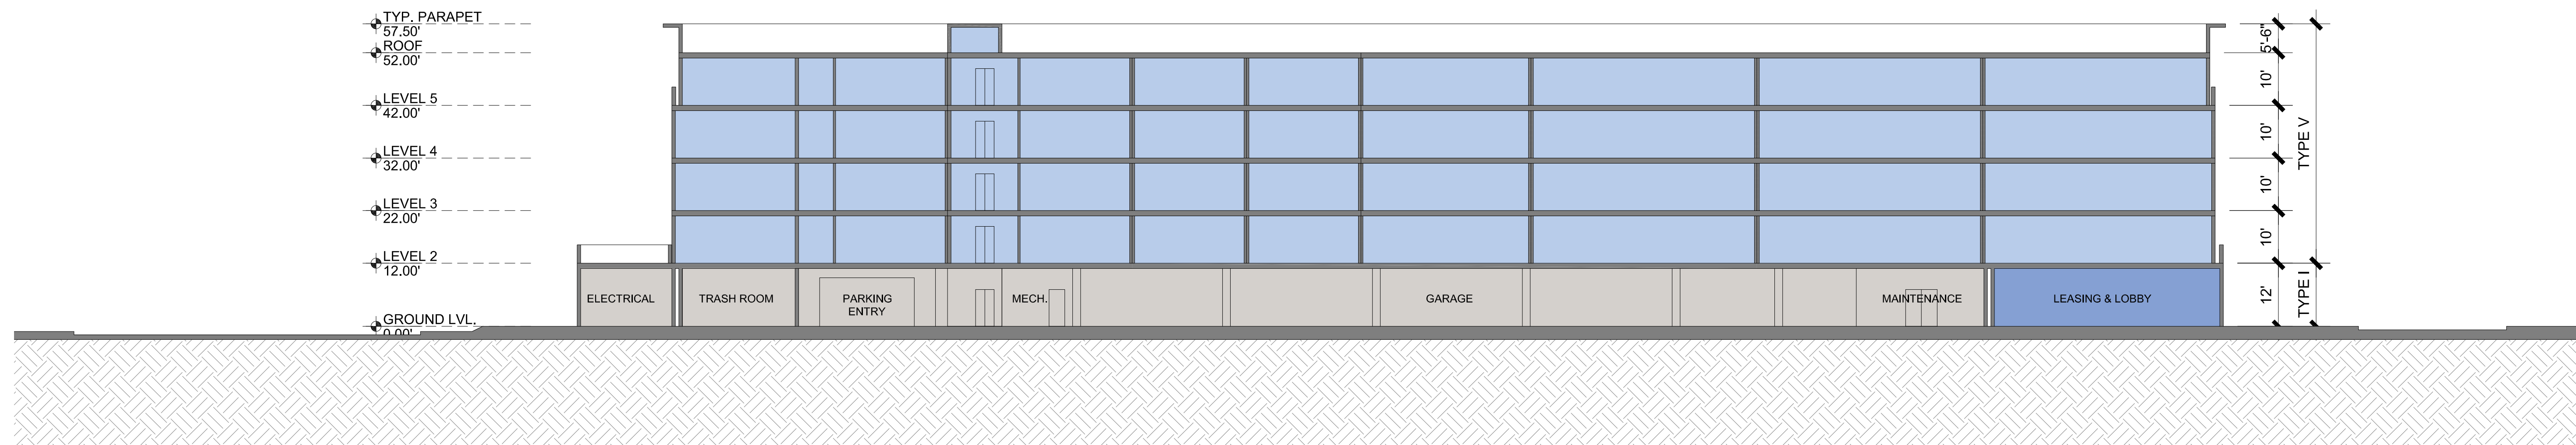 TYP. PARAPET
57.50'
ROOF
52.00'
LEVEL 5
42.00'
LEVEL 4
32.00'
LEVEL 3
22.00'
LEVEL 2
12.00'
GROUND LVL.
0.00'
ELECTRICAL
TRASH ROOM
PARKING
ENTRY
MECH.
GARAGE
MAINTENANCE
LEASING & LOBBY
5'-6"
10'
10'
10'
10'
12'
TYPE V
TYPE I